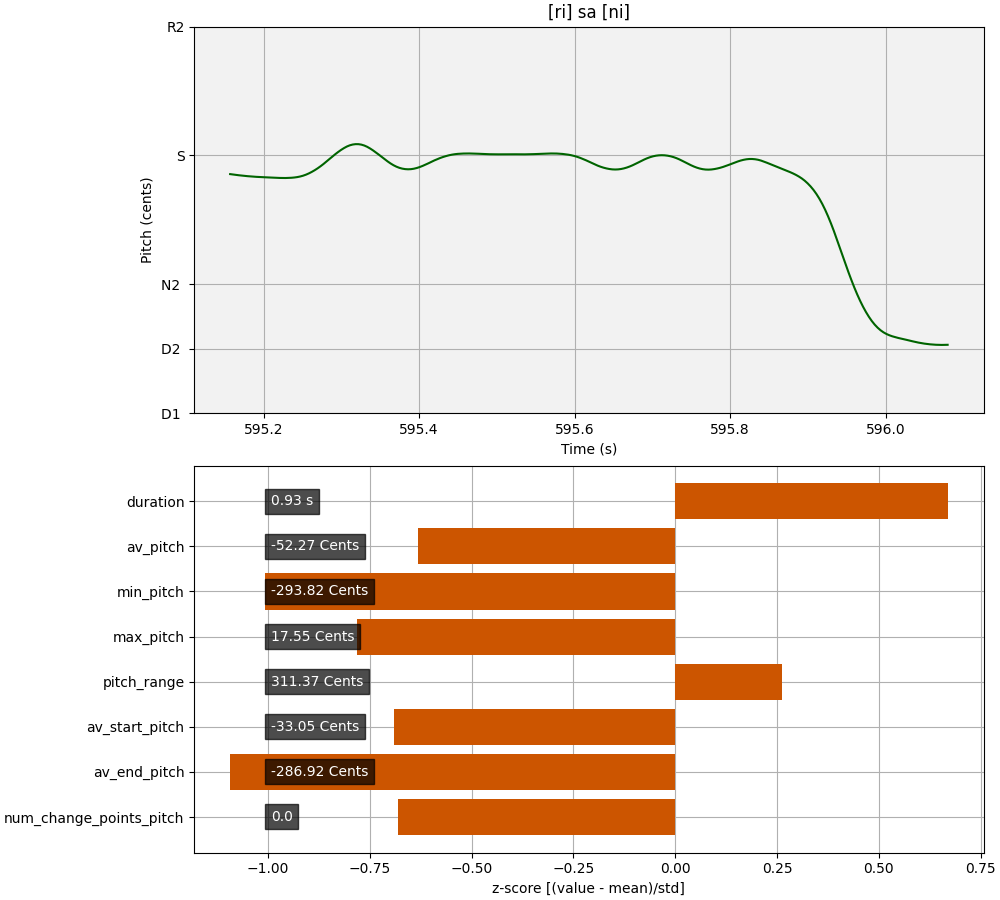 [ri] sa [ni]
R2
S
N2
D2
D1
Pitch (cents)
595.2 595.4 595.6 595.8 596.0
Time (s)
duration 0.93 s
av_pitch -52.27 Cents
min_pitch -293.82 Cents
max_pitch 17.55 Cents
pitch_range 311.37 Cents
av_start_pitch -33.05 Cents
av_end_pitch -286.92 Cents
num_change_points_pitch 0.0
−1.00 −0.75 −0.50 −0.25 0.00 0.25 0.50 0.75
z-score [(value - mean)/std]